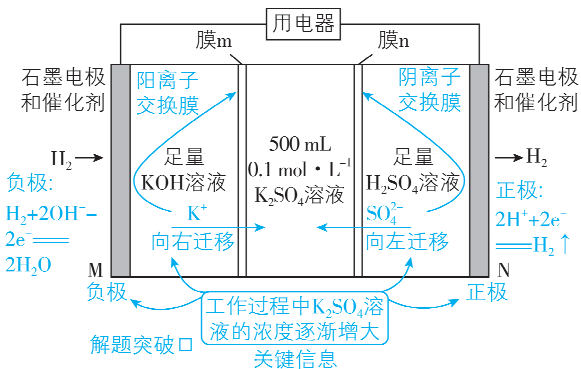 用电器
膜m
膜n
石墨电极
和催化剂
阳离子
交换膜
阴离子
交换膜
石墨电极
和催化剂
H₂
足量
KOH溶液
500 mL
0.1 mol·L⁻¹
K₂SO₄溶液
足量
H₂SO₄溶液
H₂
负极:
H₂+2OH⁻−
2e⁻══
2H₂O
K⁺
向右迁移
SO₄²⁻
向左迁移
正极:
2H⁺+2e⁻
══H₂↑
M
N
负极
正极
工作过程中K₂SO₄溶
液的浓度逐渐增大
解题突破口
关键信息